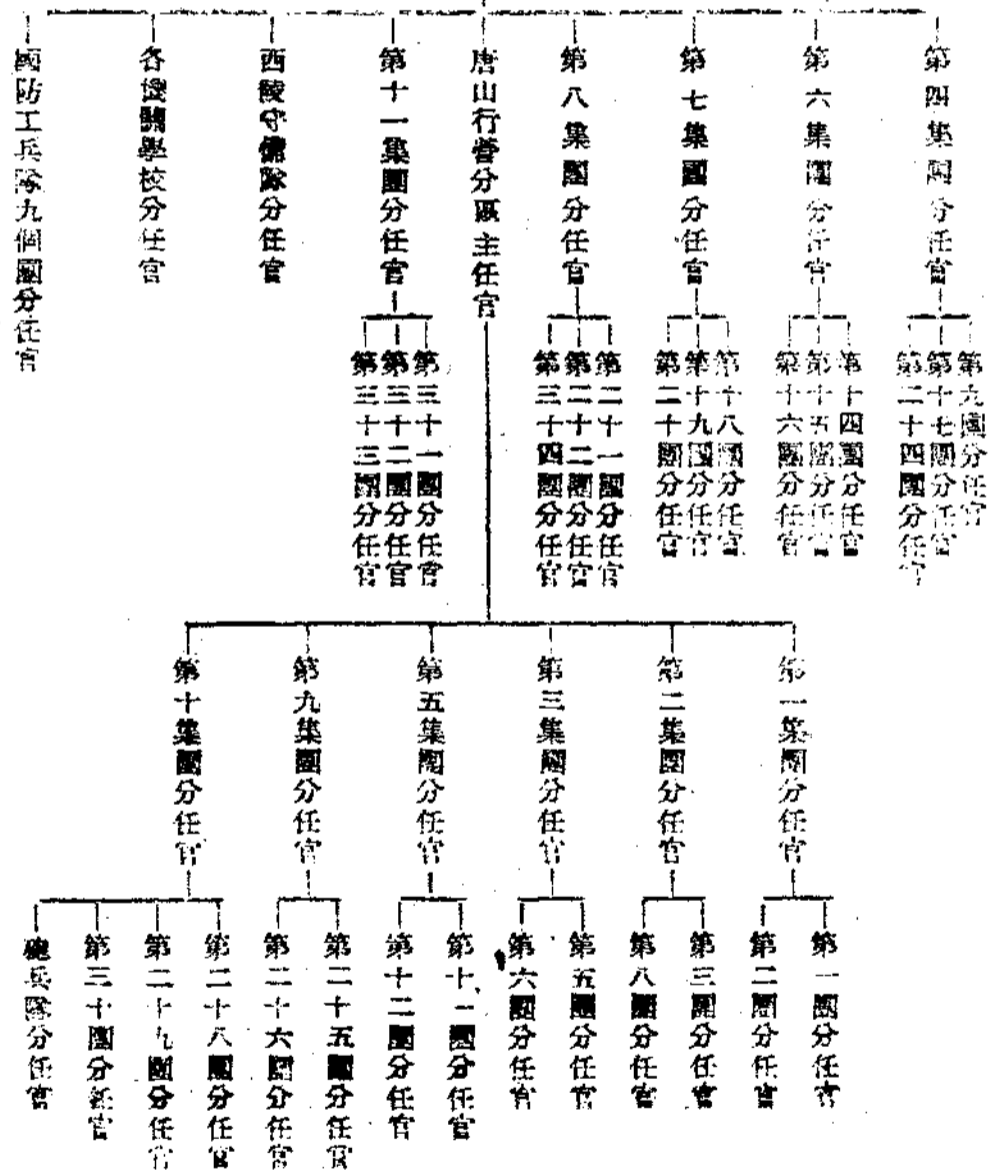 第四集團分任官
第六集團分任官
第七集團分任官
第八集團分任官
唐山行營分區主任官
第十一集團分任官
西陵守備隊分任官
各機關學校分任官
國防工兵隊九個團分任官
第九團分任官
第十七團分任官
第二十四團分任官
第十四團分任官
第十五團分任官
第十六團分任官
第十八團分任官
第十九團分任官
第二十團分任官
第二十一團分任官
第二十二團分任官
第三十四團分任官
第三十一團分任官
第三十二團分任官
第三十三團分任官
第一集團分任官
第二集團分任官
第三集團分任官
第五集團分任官
第九集團分任官
第十集團分任官
第一團分任官
第二團分任官
第三團分任官
第八團分任官
第五團分任官
第六團分任官
第十一團分任官
第十二團分任官
第二十五團分任官
第二十六團分任官
第二十八團分任官
第二十九團分任官
第三十團分任官
礮兵隊分任官